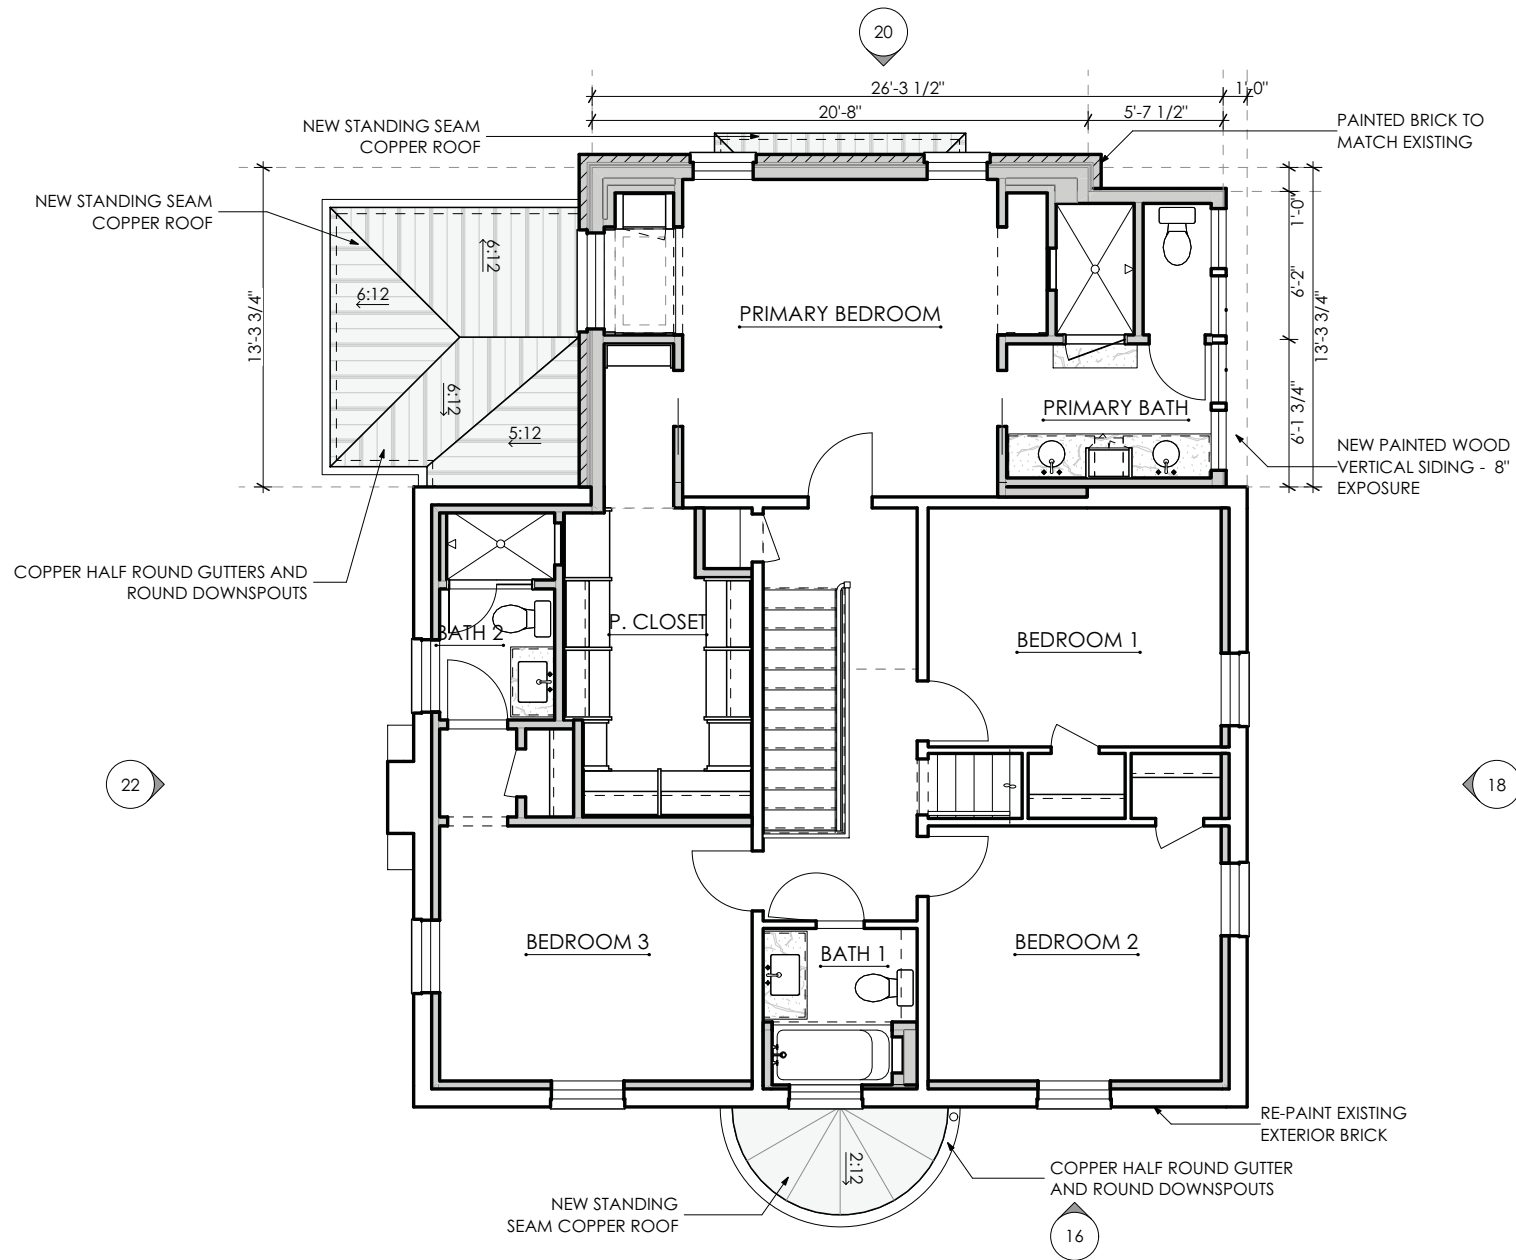 20
26'-3 1/2"
1'-0"
20'-8"
5'-7 1/2"
NEW STANDING SEAM
COPPER ROOF
PAINTED BRICK TO
MATCH EXISTING
NEW STANDING SEAM
COPPER ROOF
6:12
6:12
6:12
5:12
13'-3 3/4"
1'-0"
6'-2"
6'-1 3/4"
13'-3 3/4"
PRIMARY BEDROOM
PRIMARY BATH
NEW PAINTED WOOD
VERTICAL SIDING - 8"
EXPOSURE
COPPER HALF ROUND GUTTERS AND
ROUND DOWNSPOUTS
BATH 2
P. CLOSET
BEDROOM 1
22
18
BEDROOM 3
BATH 1
BEDROOM 2
RE-PAINT EXISTING
EXTERIOR BRICK
2:12
COPPER HALF ROUND GUTTER
AND ROUND DOWNSPOUTS
NEW STANDING
SEAM COPPER ROOF
16